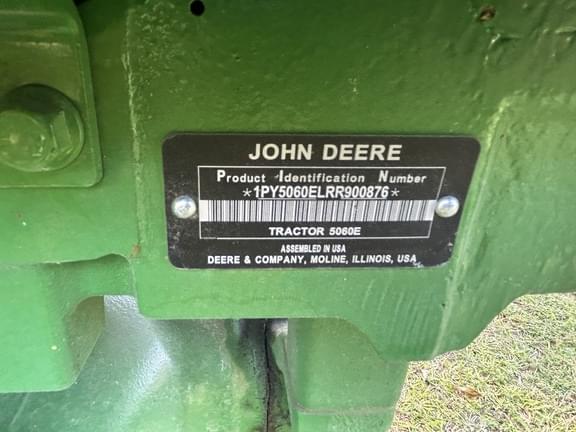 JOHN DEERE
Product Identification Number
*1PY5060ELRR900876*
TRACTOR 5060E
ASSEMBLED IN USA
DEERE & COMPANY, MOLINE, ILLINOIS, USA